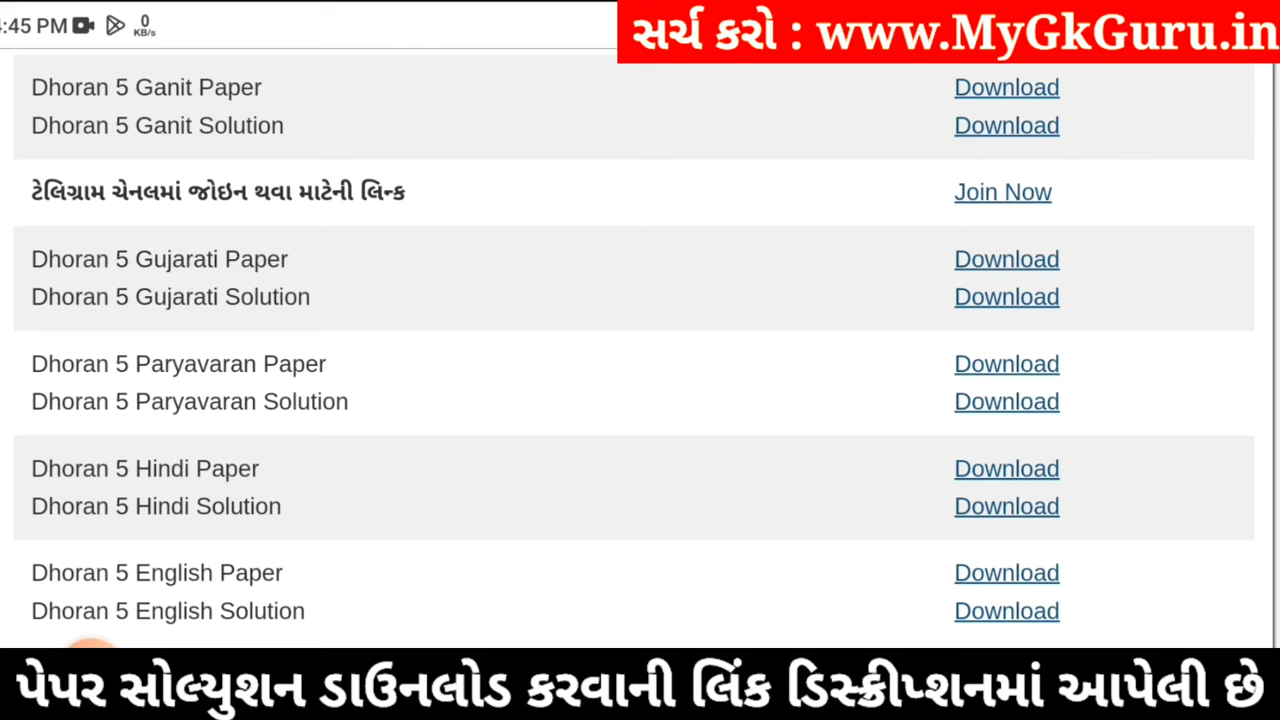 :45 PM 0 KB/s
સર્ચ કરો : www.MyGkGuru.in
Dhoran 5 Ganit Paper Download
Dhoran 5 Ganit Solution Download
ટેલિગ્રામ ચેનલમાં જોઇન થવા માટેની લિન્ક Join Now
Dhoran 5 Gujarati Paper Download
Dhoran 5 Gujarati Solution Download
Dhoran 5 Paryavaran Paper Download
Dhoran 5 Paryavaran Solution Download
Dhoran 5 Hindi Paper Download
Dhoran 5 Hindi Solution Download
Dhoran 5 English Paper Download
Dhoran 5 English Solution Download
પેપર સોલ્યુશન ડાઉનલોડ કરવાની લિંક ડિસ્ક્રીપ્શનમાં આપેલી છે